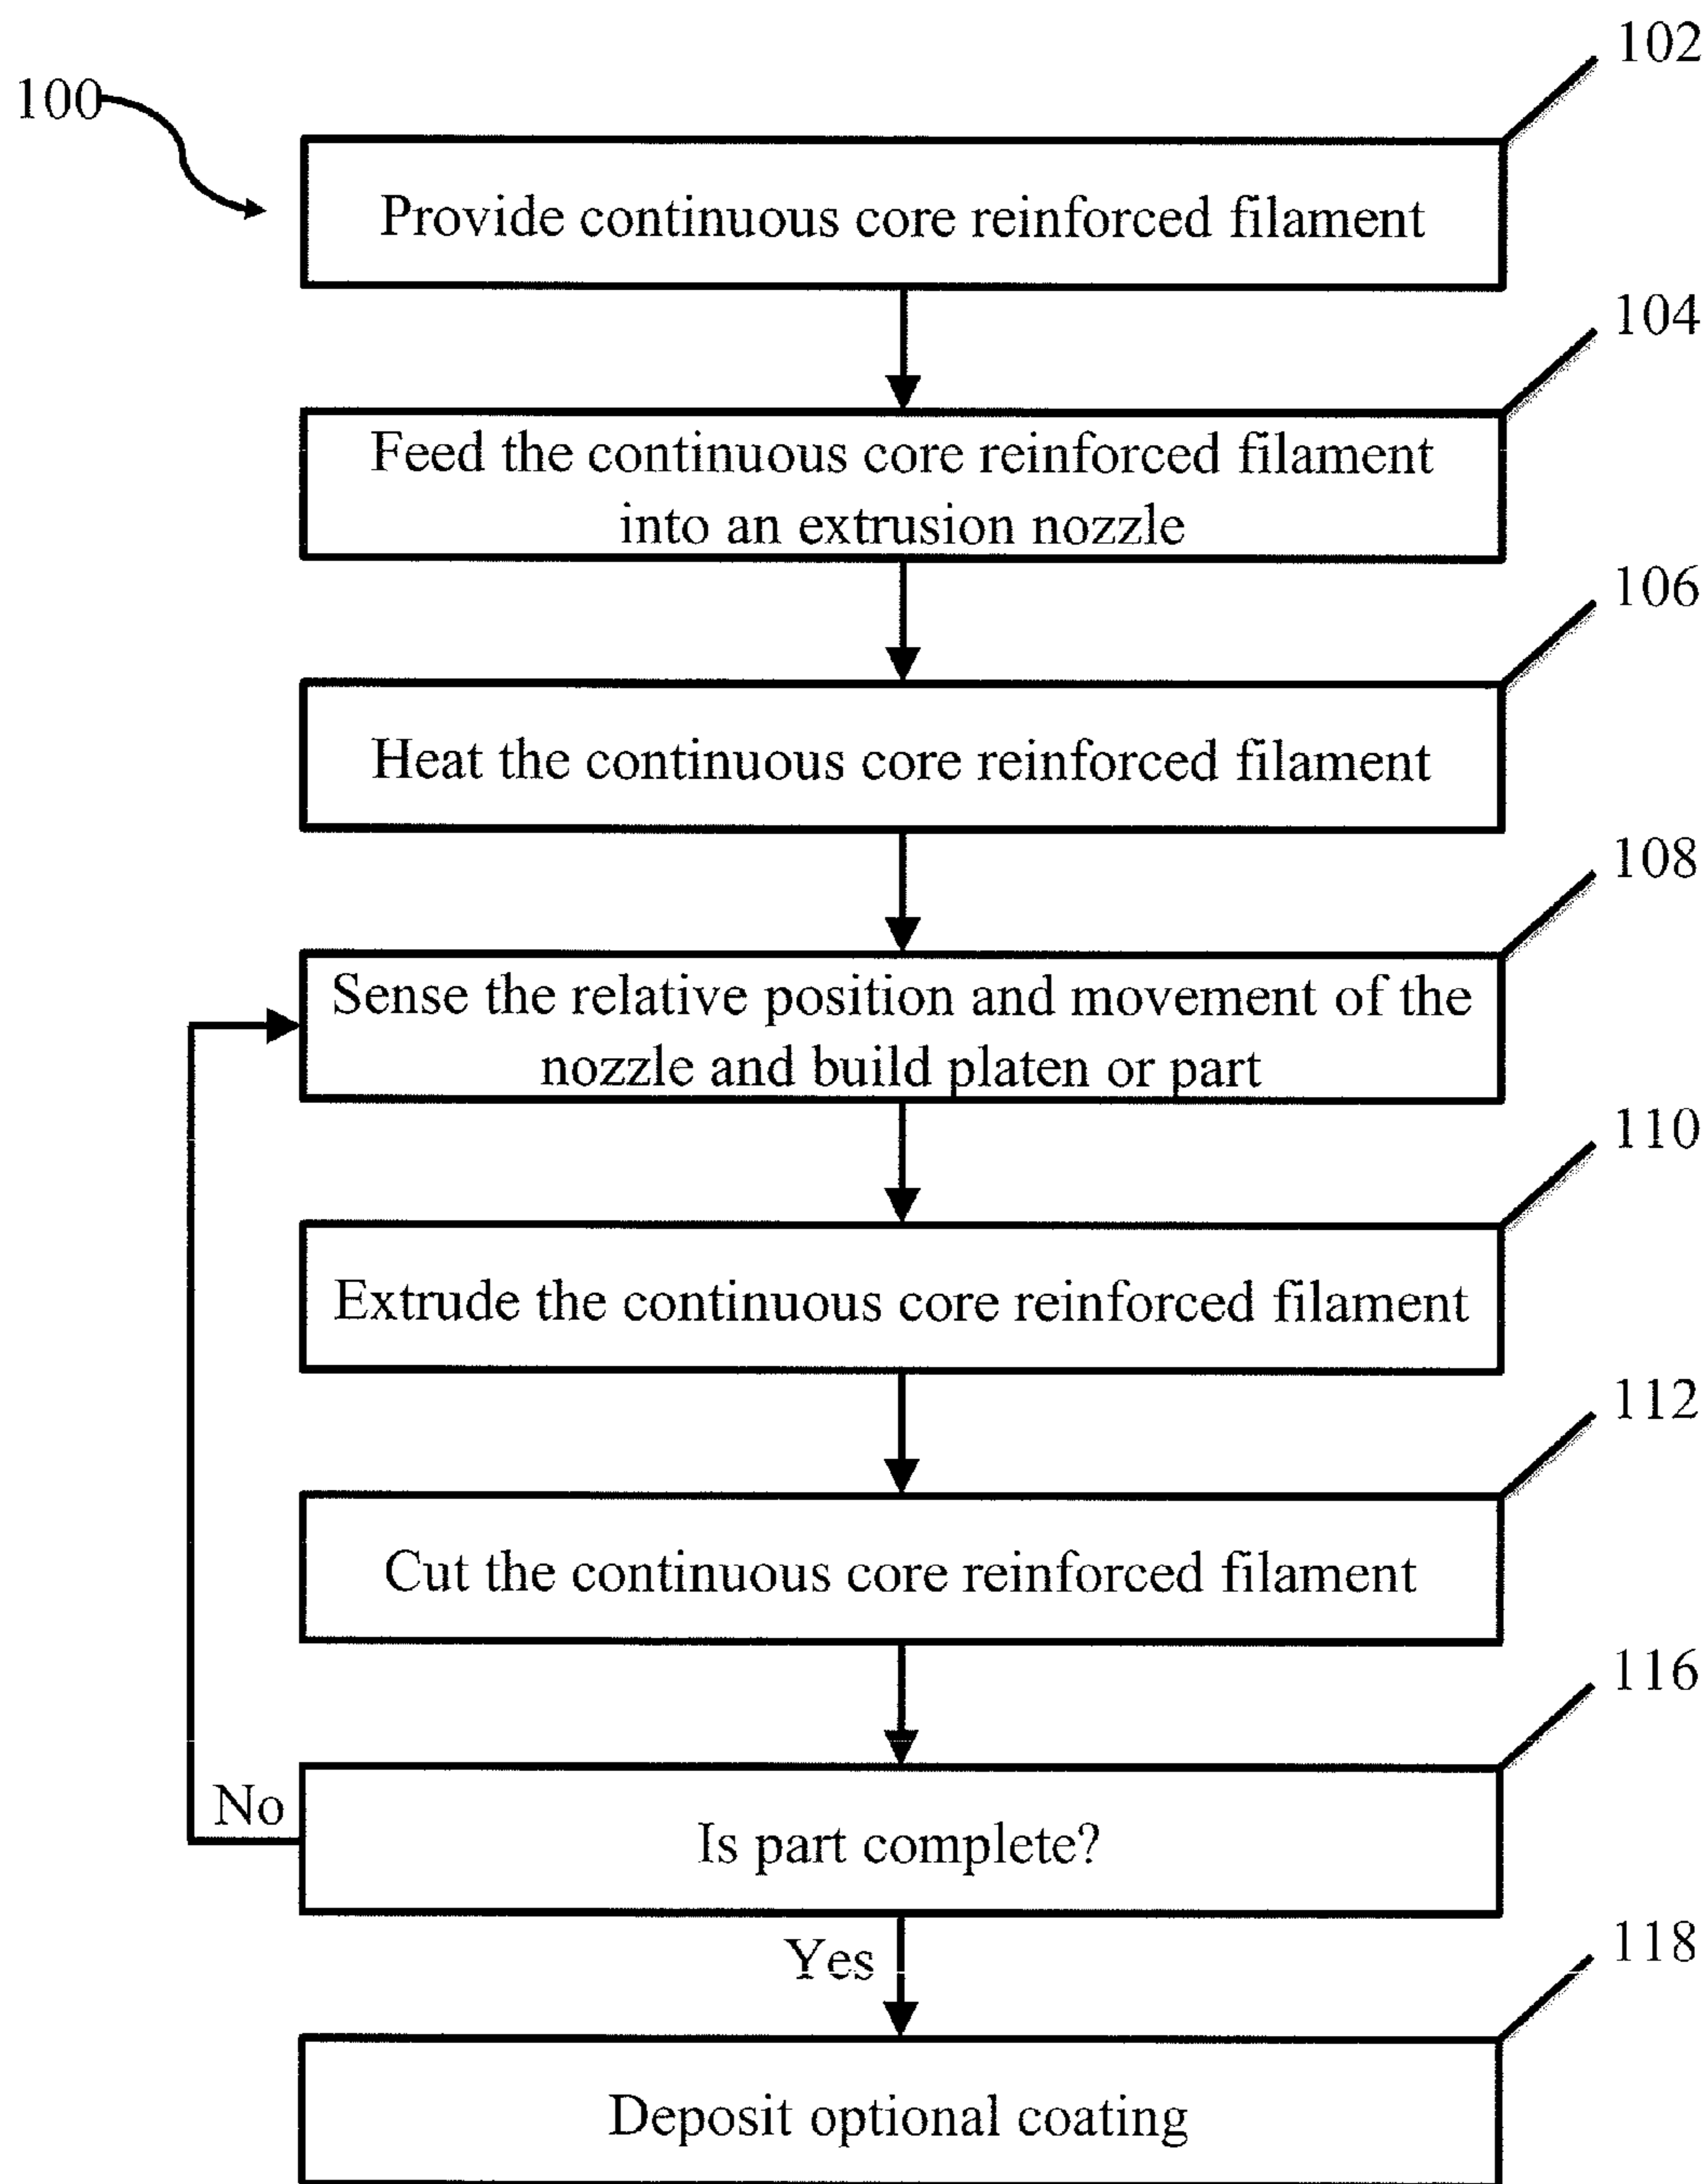 100
102
Provide continuous core reinforced filament
104
Feed the continuous core reinforced filament
into an extrusion nozzle
106
Heat the continuous core reinforced filament
108
Sense the relative position and movement of the
nozzle and build platen or part
110
Extrude the continuous core reinforced filament
112
Cut the continuous core reinforced filament
116
Is part complete?
No
Yes
118
Deposit optional coating